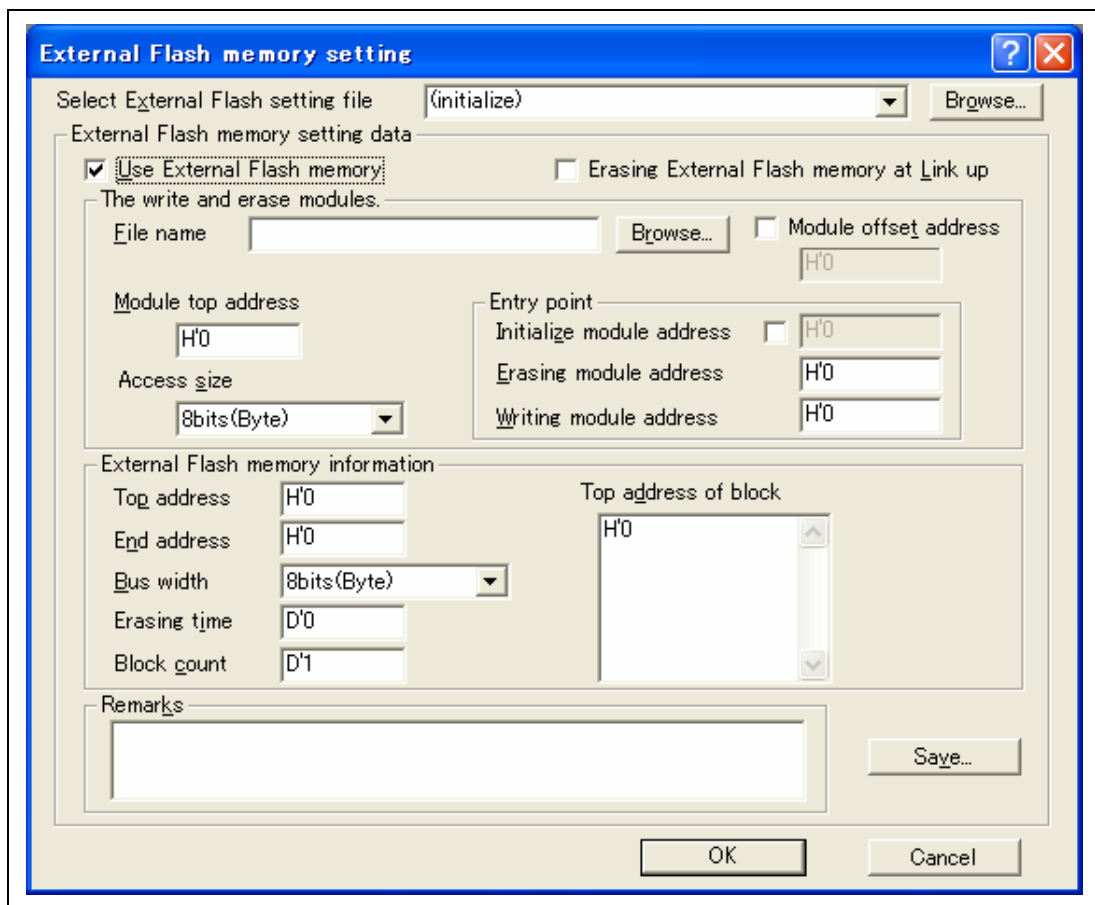 External Flash memory setting
Select External Flash setting file (initialize) Browse...
External Flash memory setting data
Use External Flash memory Erasing External Flash memory at Link up
The write and erase modules.
File name Browse... Module offset address
H'0
Module top address
H'0
Entry point
Initialize module address H'0
Access size
8bits(Byte)
Erasing module address H'0
Writing module address H'0
External Flash memory information
Top address H'0
End address H'0
Bus width 8bits(Byte)
Erasing time D'0
Block count D'1
Top address of block
H'0
Remarks
Save...
OK Cancel